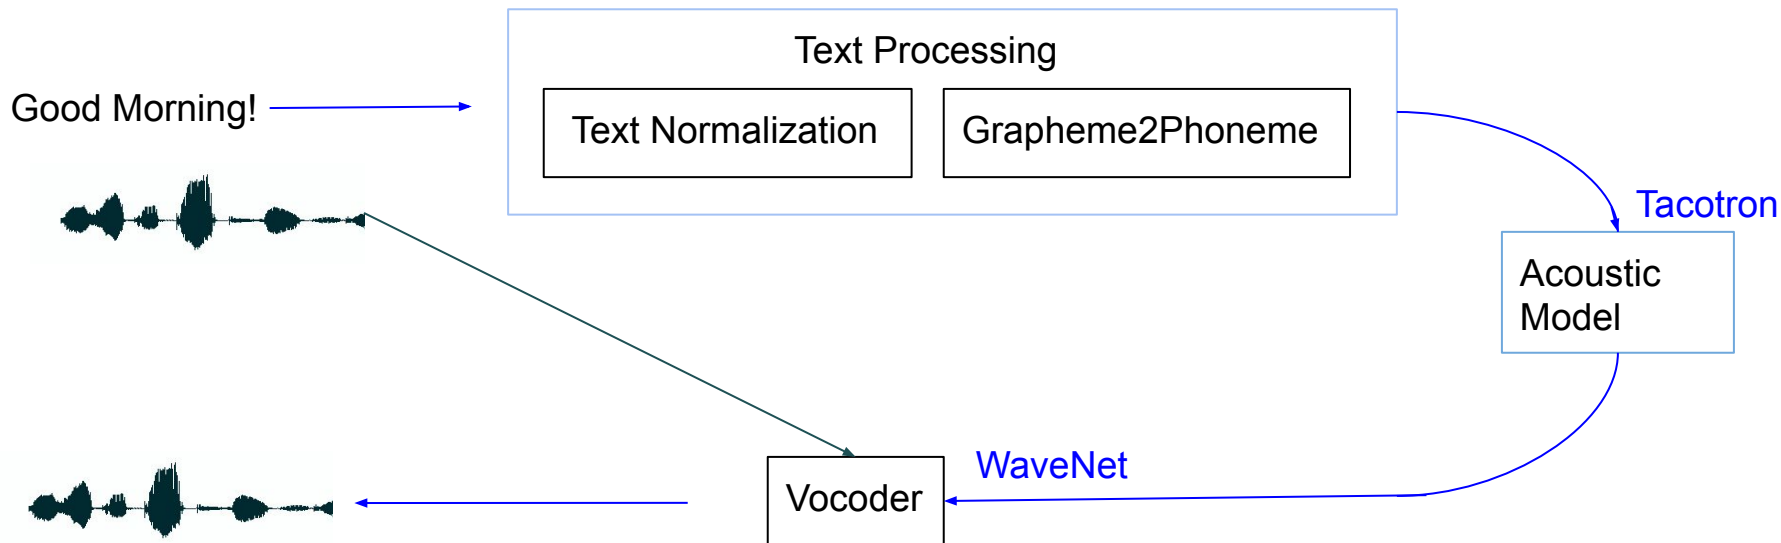 Text Processing
Good Morning!
Text Normalization
Grapheme2Phoneme
Tacotron
Acoustic
Model
WaveNet
Vocoder